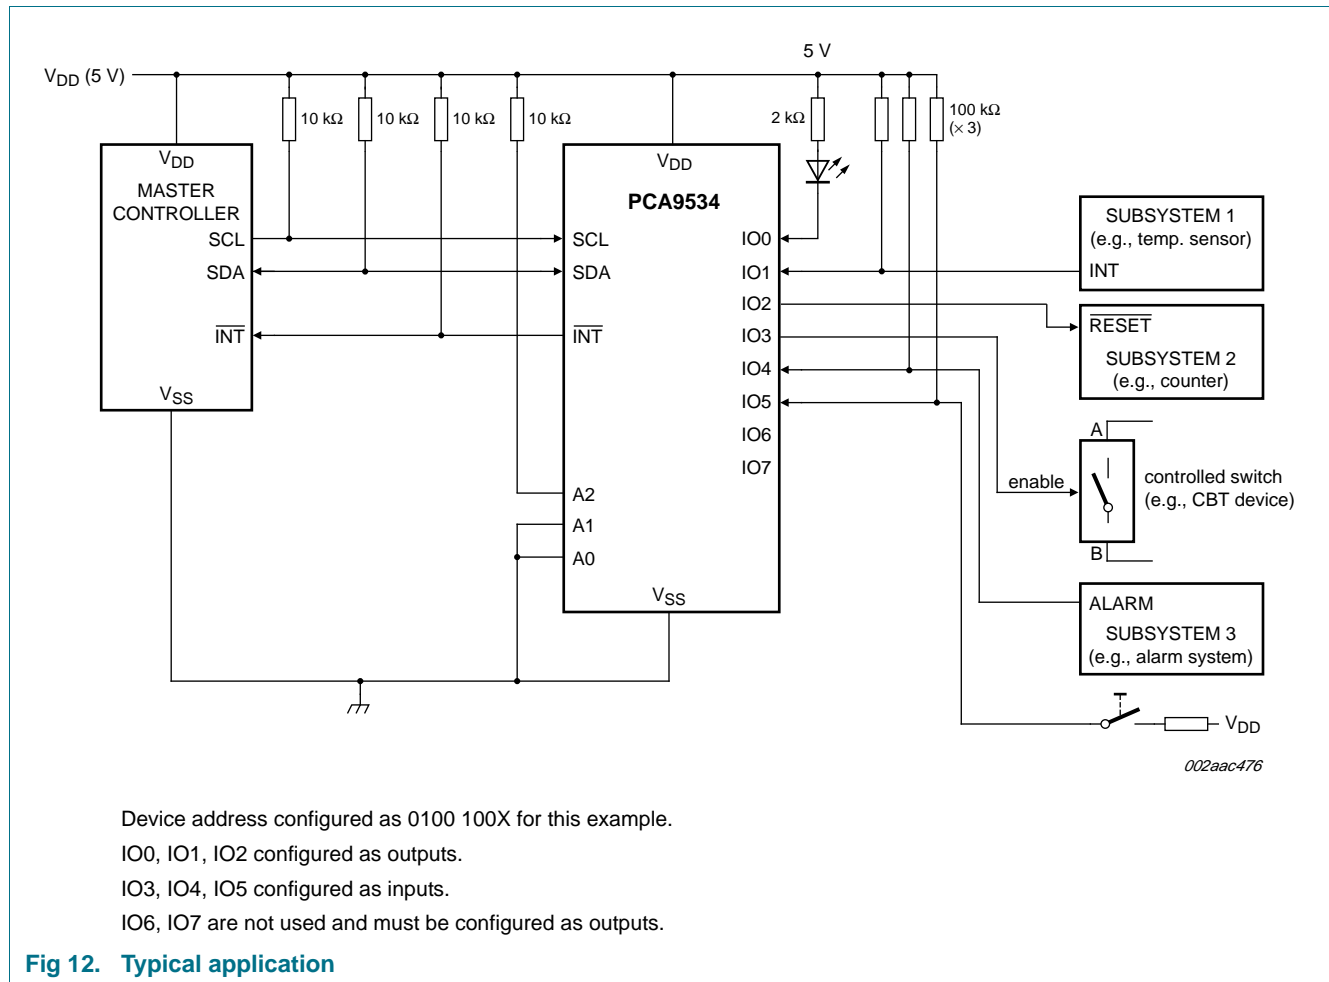 5 V
VDD (5 V)
10 kΩ
10 kΩ
10 kΩ
10 kΩ
2 kΩ
100 kΩ
(× 3)
VDD
MASTER
CONTROLLER
SCL
SDA
INT
VSS
VDD
PCA9534
SCL
SDA
INT
A2
A1
A0
VSS
IO0
IO1
IO2
IO3
IO4
IO5
IO6
IO7
SUBSYSTEM 1
(e.g., temp. sensor)
INT
RESET
SUBSYSTEM 2
(e.g., counter)
A
enable
B
controlled switch
(e.g., CBT device)
ALARM
SUBSYSTEM 3
(e.g., alarm system)
VDD
002aac476
Device address configured as 0100 100X for this example.
IO0, IO1, IO2 configured as outputs.
IO3, IO4, IO5 configured as inputs.
IO6, IO7 are not used and must be configured as outputs.
Fig 12. Typical application